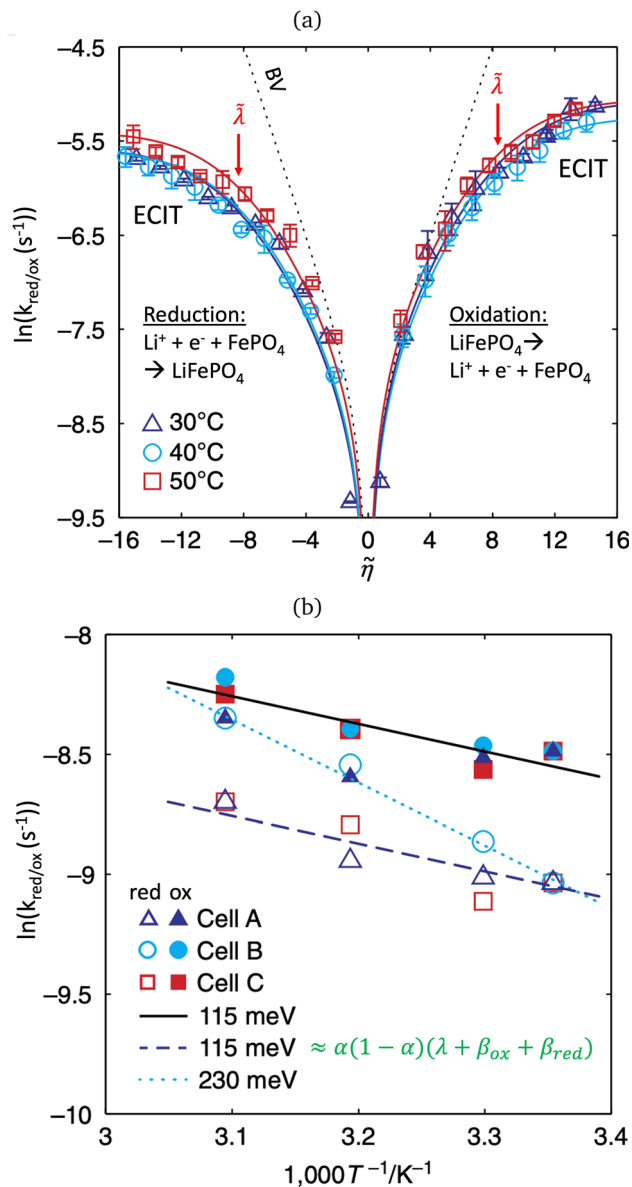 (a)
ln(k_red/ox (s⁻¹))
−4.5
−5.5
−6.5
−7.5
−8.5
−9.5
BV
λ̃
λ̃
ECIT
ECIT
Reduction:
Li⁺ + e⁻ + FePO₄
→ LiFePO₄
Oxidation:
LiFePO₄→
Li⁺ + e⁻ + FePO₄
30°C
40°C
50°C
−16 −12 −8 −4 0 4 8 12 16
η̃
(b)
ln(k_red/ox (s⁻¹))
−8
−8.5
−9
−9.5
−10
red ox
Cell A
Cell B
Cell C
115 meV
115 meV ≈ α(1 − α)(λ + β_ox + β_red)
230 meV
3 3.1 3.2 3.3 3.4
1,000T⁻¹/K⁻¹